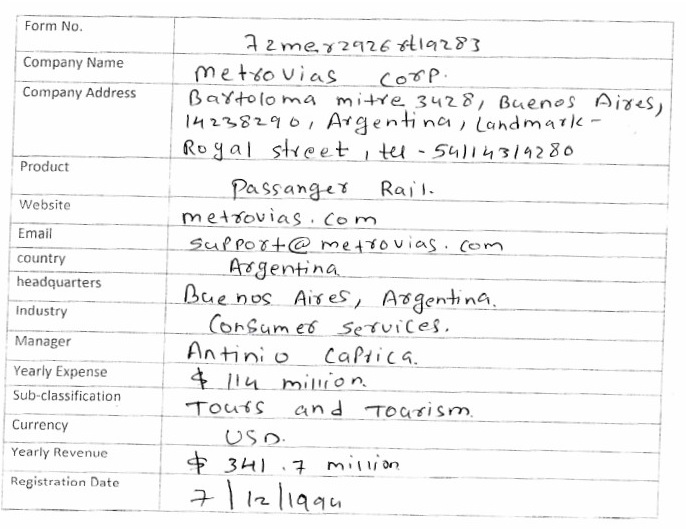 Form No.
72mer2926rt19283
Company Name
metrovias corp.
Company Address
Bartoloma mitre 3428, Buenos Aires,
14238290, Argentina, Landmark-
Royal street, tel - 54114319280
Product
Passanger Rail.
Website
metrovias.com
Email
support@metrovias.com
country
Argentina
headquarters
Buenos Aires, Argentina.
Industry
Consumer Services.
Manager
Antinio Caprica.
Yearly Expense
$ 114 million.
Sub-classification
Tours and Tourism.
Currency
USD.
Yearly Revenue
$ 341.7 million
Registration Date
7/12/1994